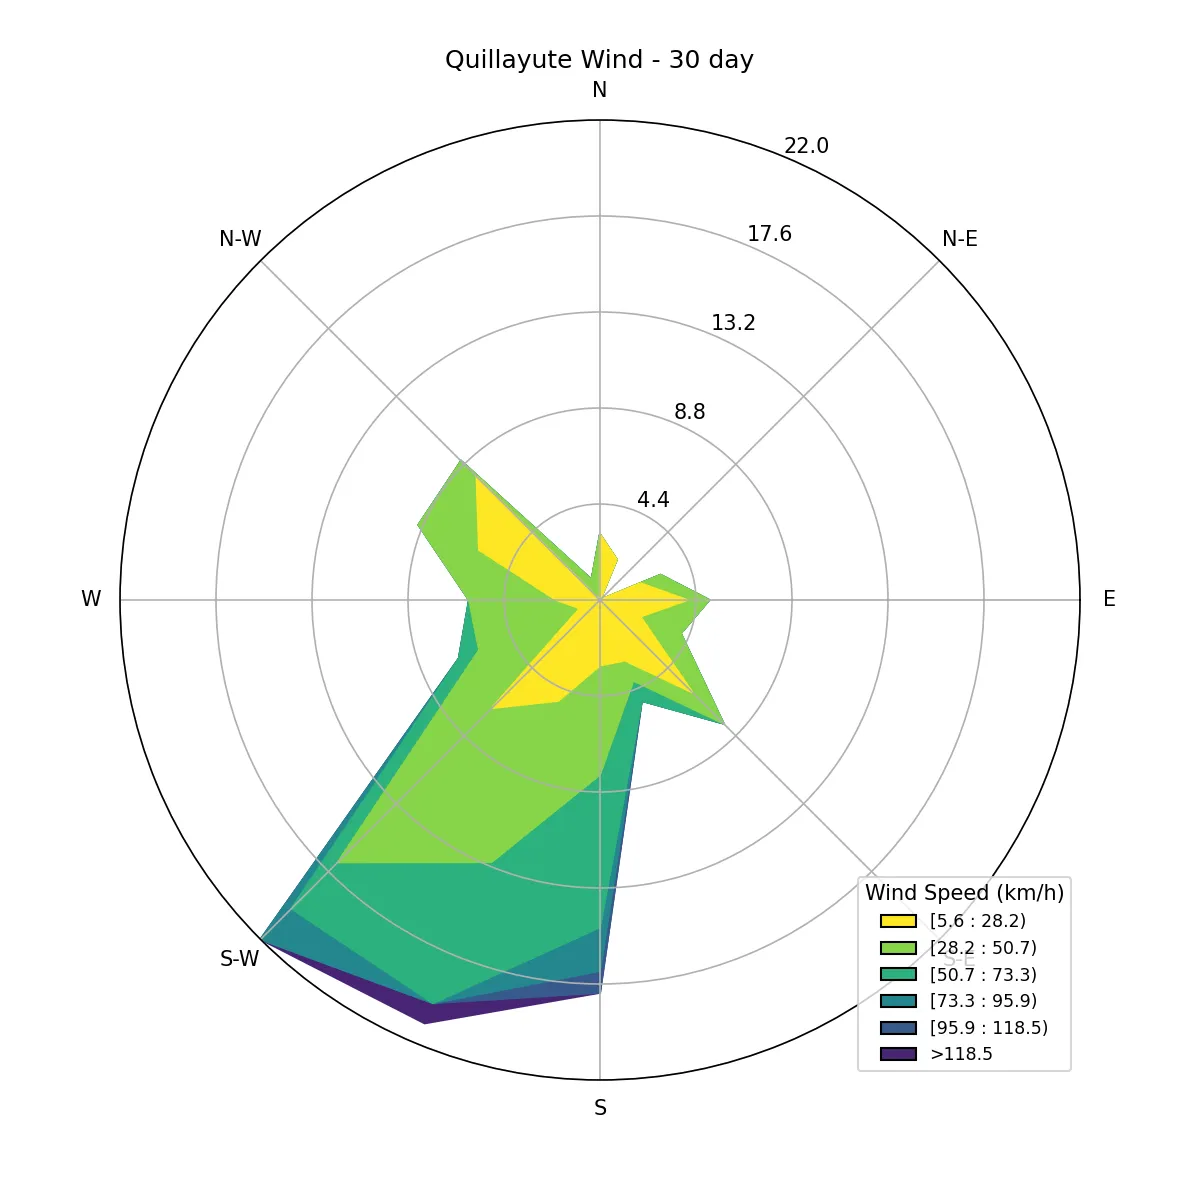 Quillayute Wind - 30 day
N
22.0
N-W
17.6
N-E
13.2
8.8
4.4
W
E
S-W
S-E
S
Wind Speed (km/h)
[5.6 : 28.2)
[28.2 : 50.7)
[50.7 : 73.3)
[73.3 : 95.9)
[95.9 : 118.5)
>118.5